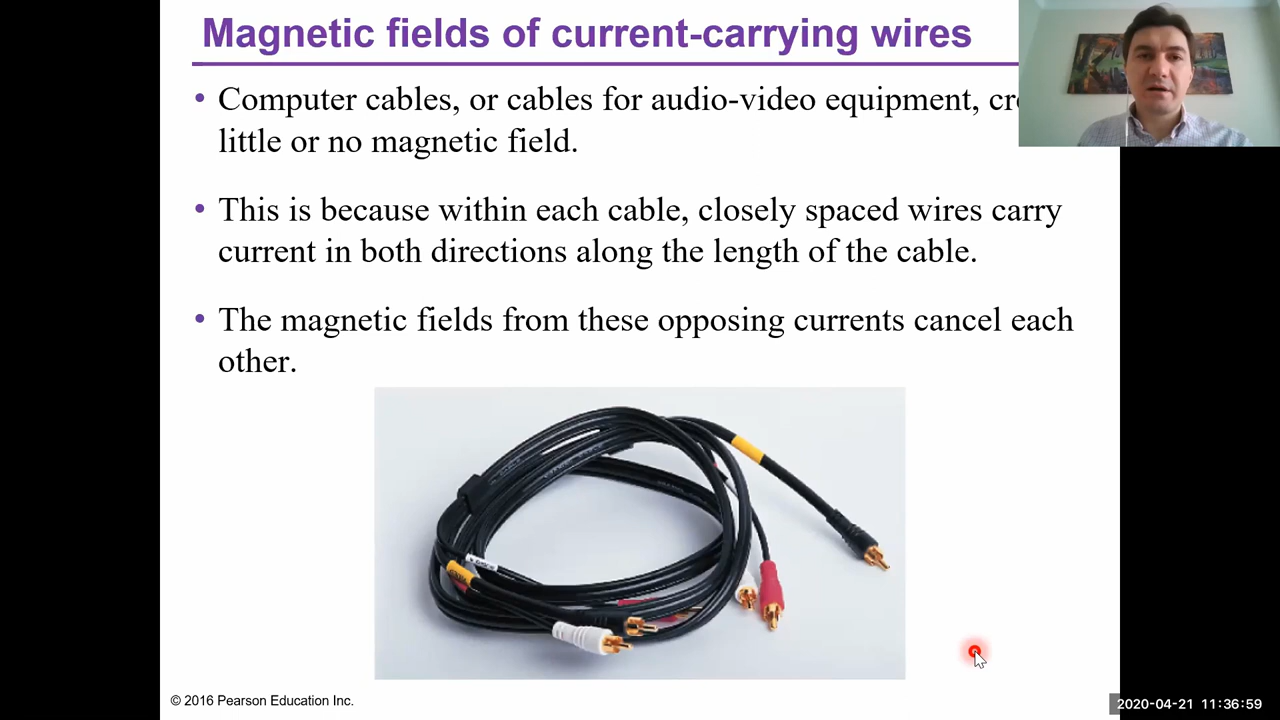 Magnetic fields of current-carrying wires
• Computer cables, or cables for audio-video equipment,
little or no magnetic field.
• This is because within each cable, closely spaced wires carry
current in both directions along the length of the cable.
• The magnetic fields from these opposing currents cancel each
other.
© 2016 Pearson Education Inc.
2020-04-21 11:36:59